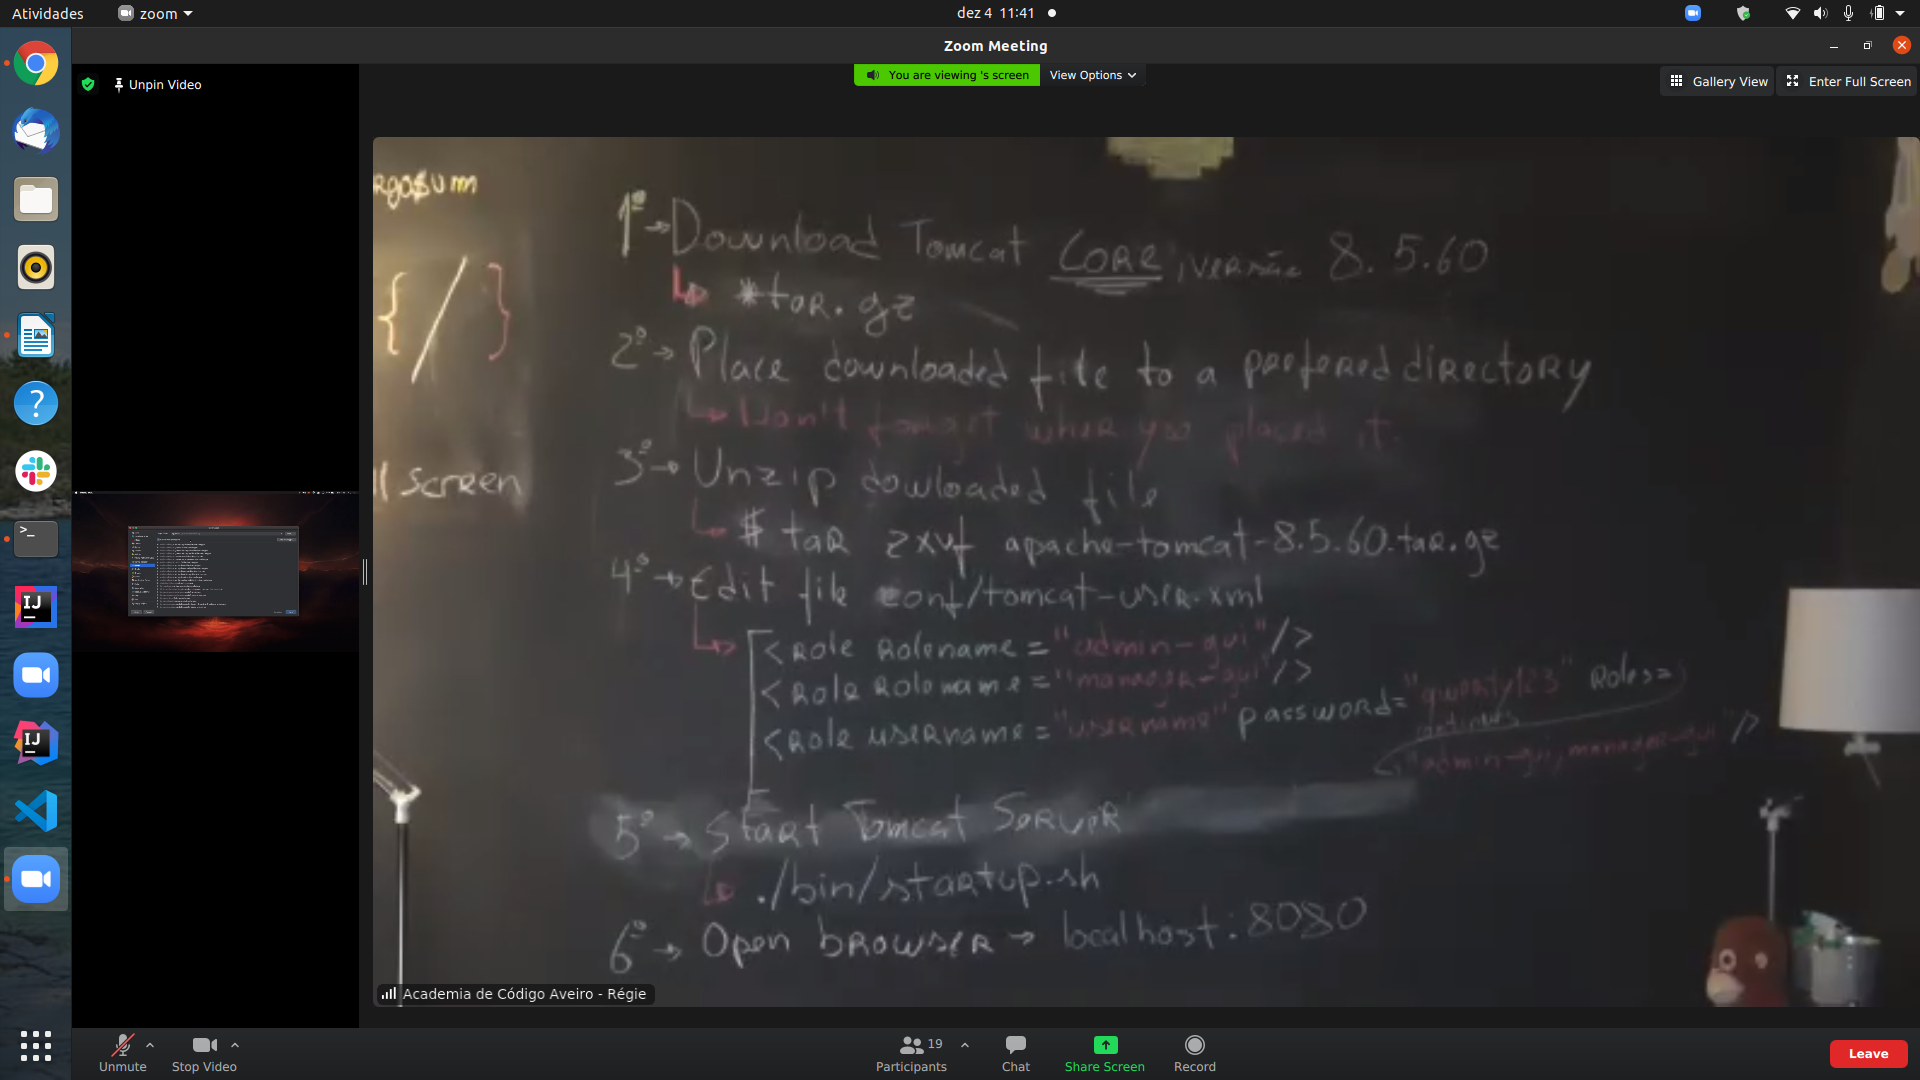 Atividades
zoom
dez 4 11:41
Zoom Meeting
Unpin Video
You are viewing 's screen
View Options
Gallery View
Enter Full Screen
1º → Download Tomcat CORE, versão 8.5.60
*tar.gz
2º → Place downloaded file to a prefered directory
Don't forget where you placed it.
3º → Unzip dowloaded file
ll screen
$ tar zxvf apache-tomcat-8.5.60.tar.gz
4º → Edit file conf/tomcat-user.xml
<role rolename="admin-gui"/>
<role rolename="manager-gui"/>
<role username="username" password="qwerty123" Roles=
"admin-gui,manager-gui"/>
5º → Start Tomcat Server
./bin/startup.sh
6º → Open browser → localhost:8080
Academia de Código Aveiro - Régie
Unmute
Stop Video
Participants
19
Chat
Share Screen
Record
Leave